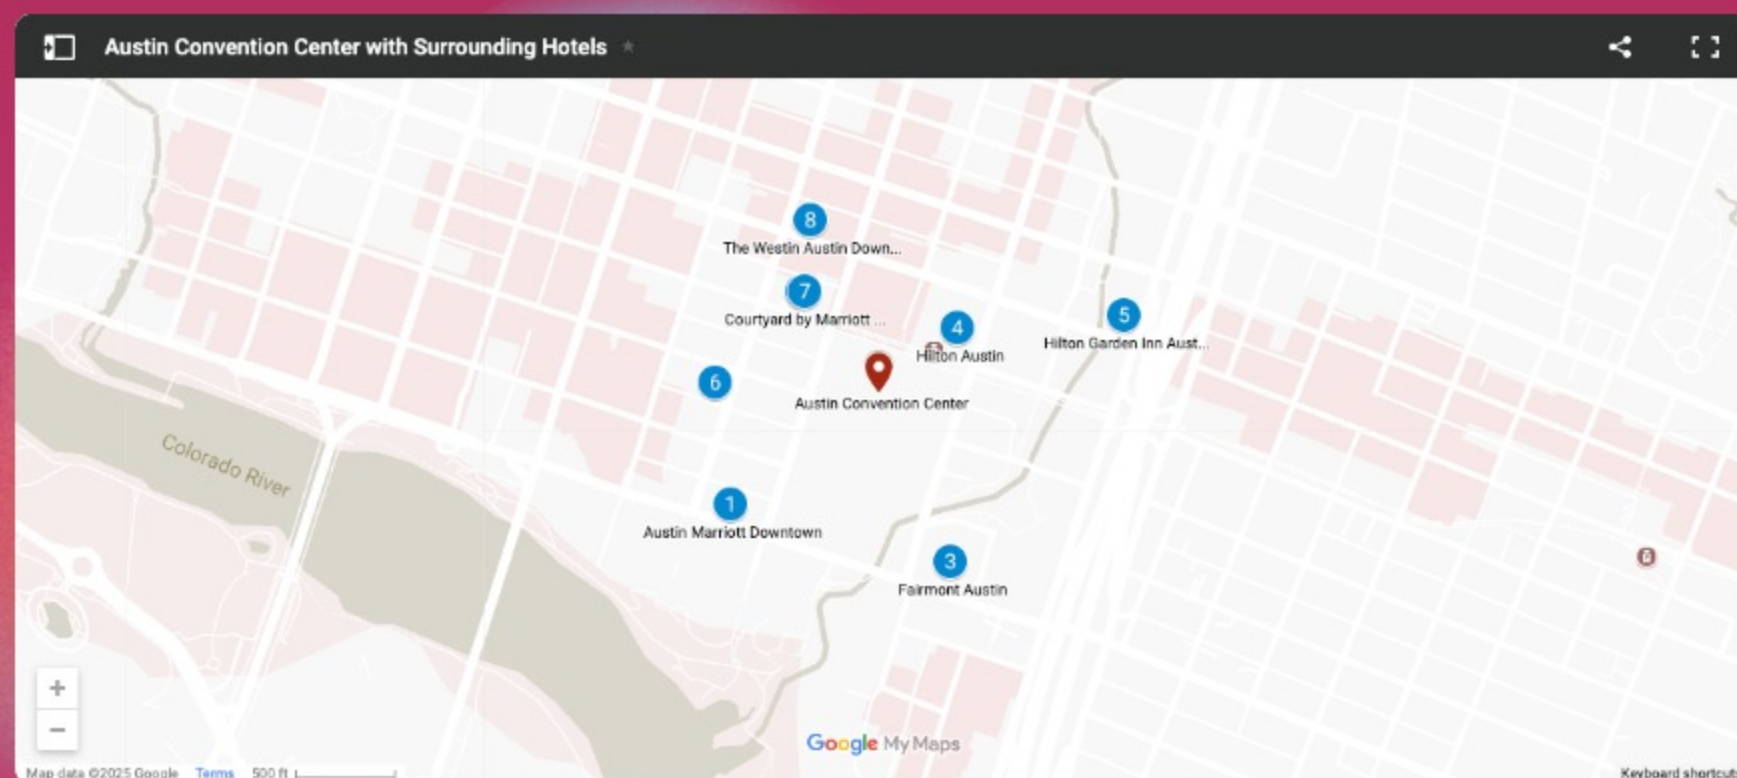 Austin Convention Center with Surrounding Hotels
8
The Westin Austin Down...
7
Courtyard by Marriott ...
4
Hilton Austin
5
Hilton Garden Inn Aust...
6
Austin Convention Center
Colorado River
1
Austin Marriott Downtown
3
Fairmont Austin
+
−
Google My Maps
Map data ©2025 Google Terms 500 ft
Keyboard shortcuts